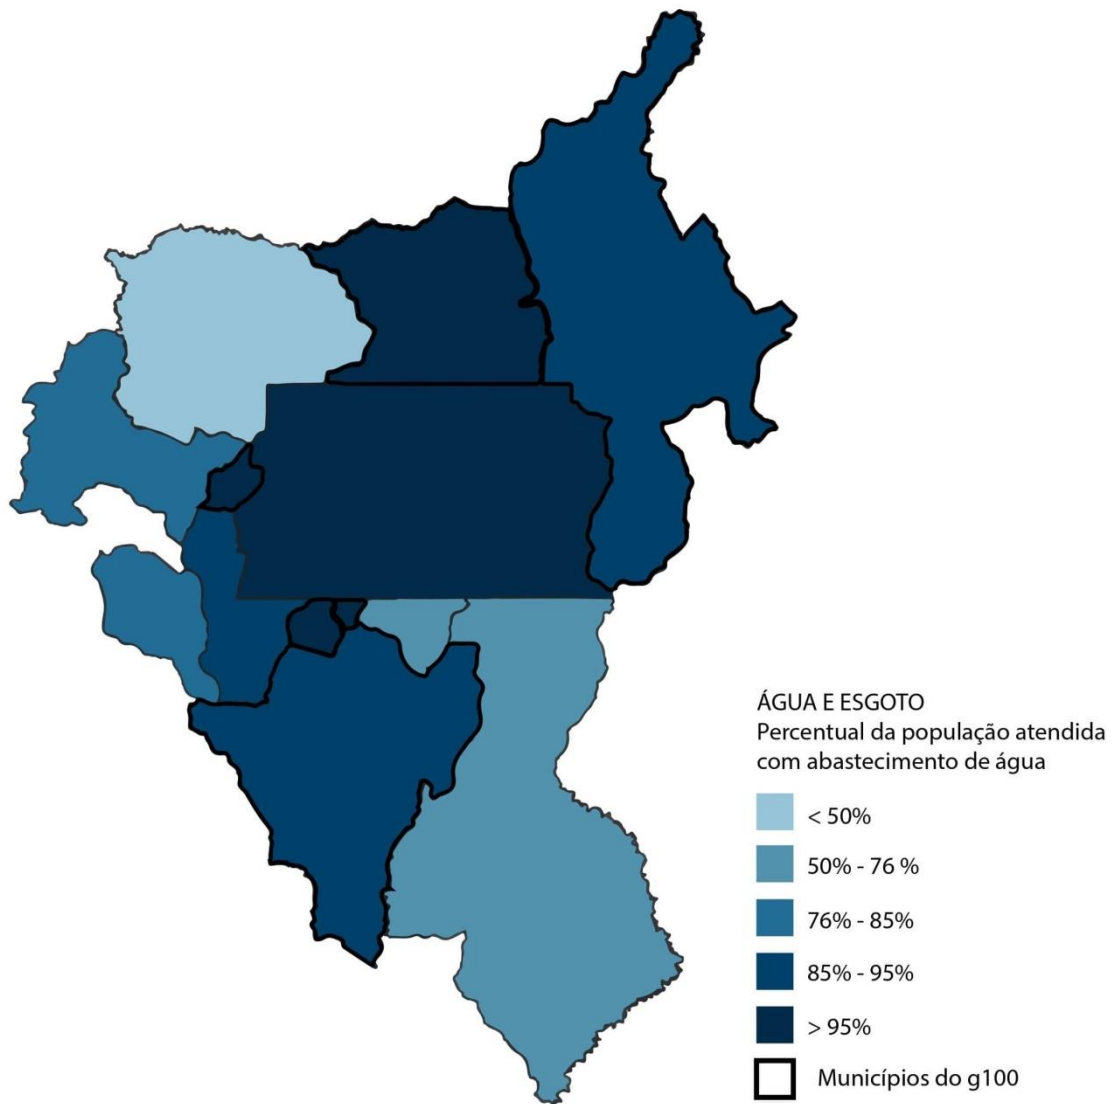 ÁGUA E ESGOTO
Percentual da população atendida
com abastecimento de água
< 50%
50% - 76 %
76% - 85%
85% - 95%
> 95%
Municípios do g100